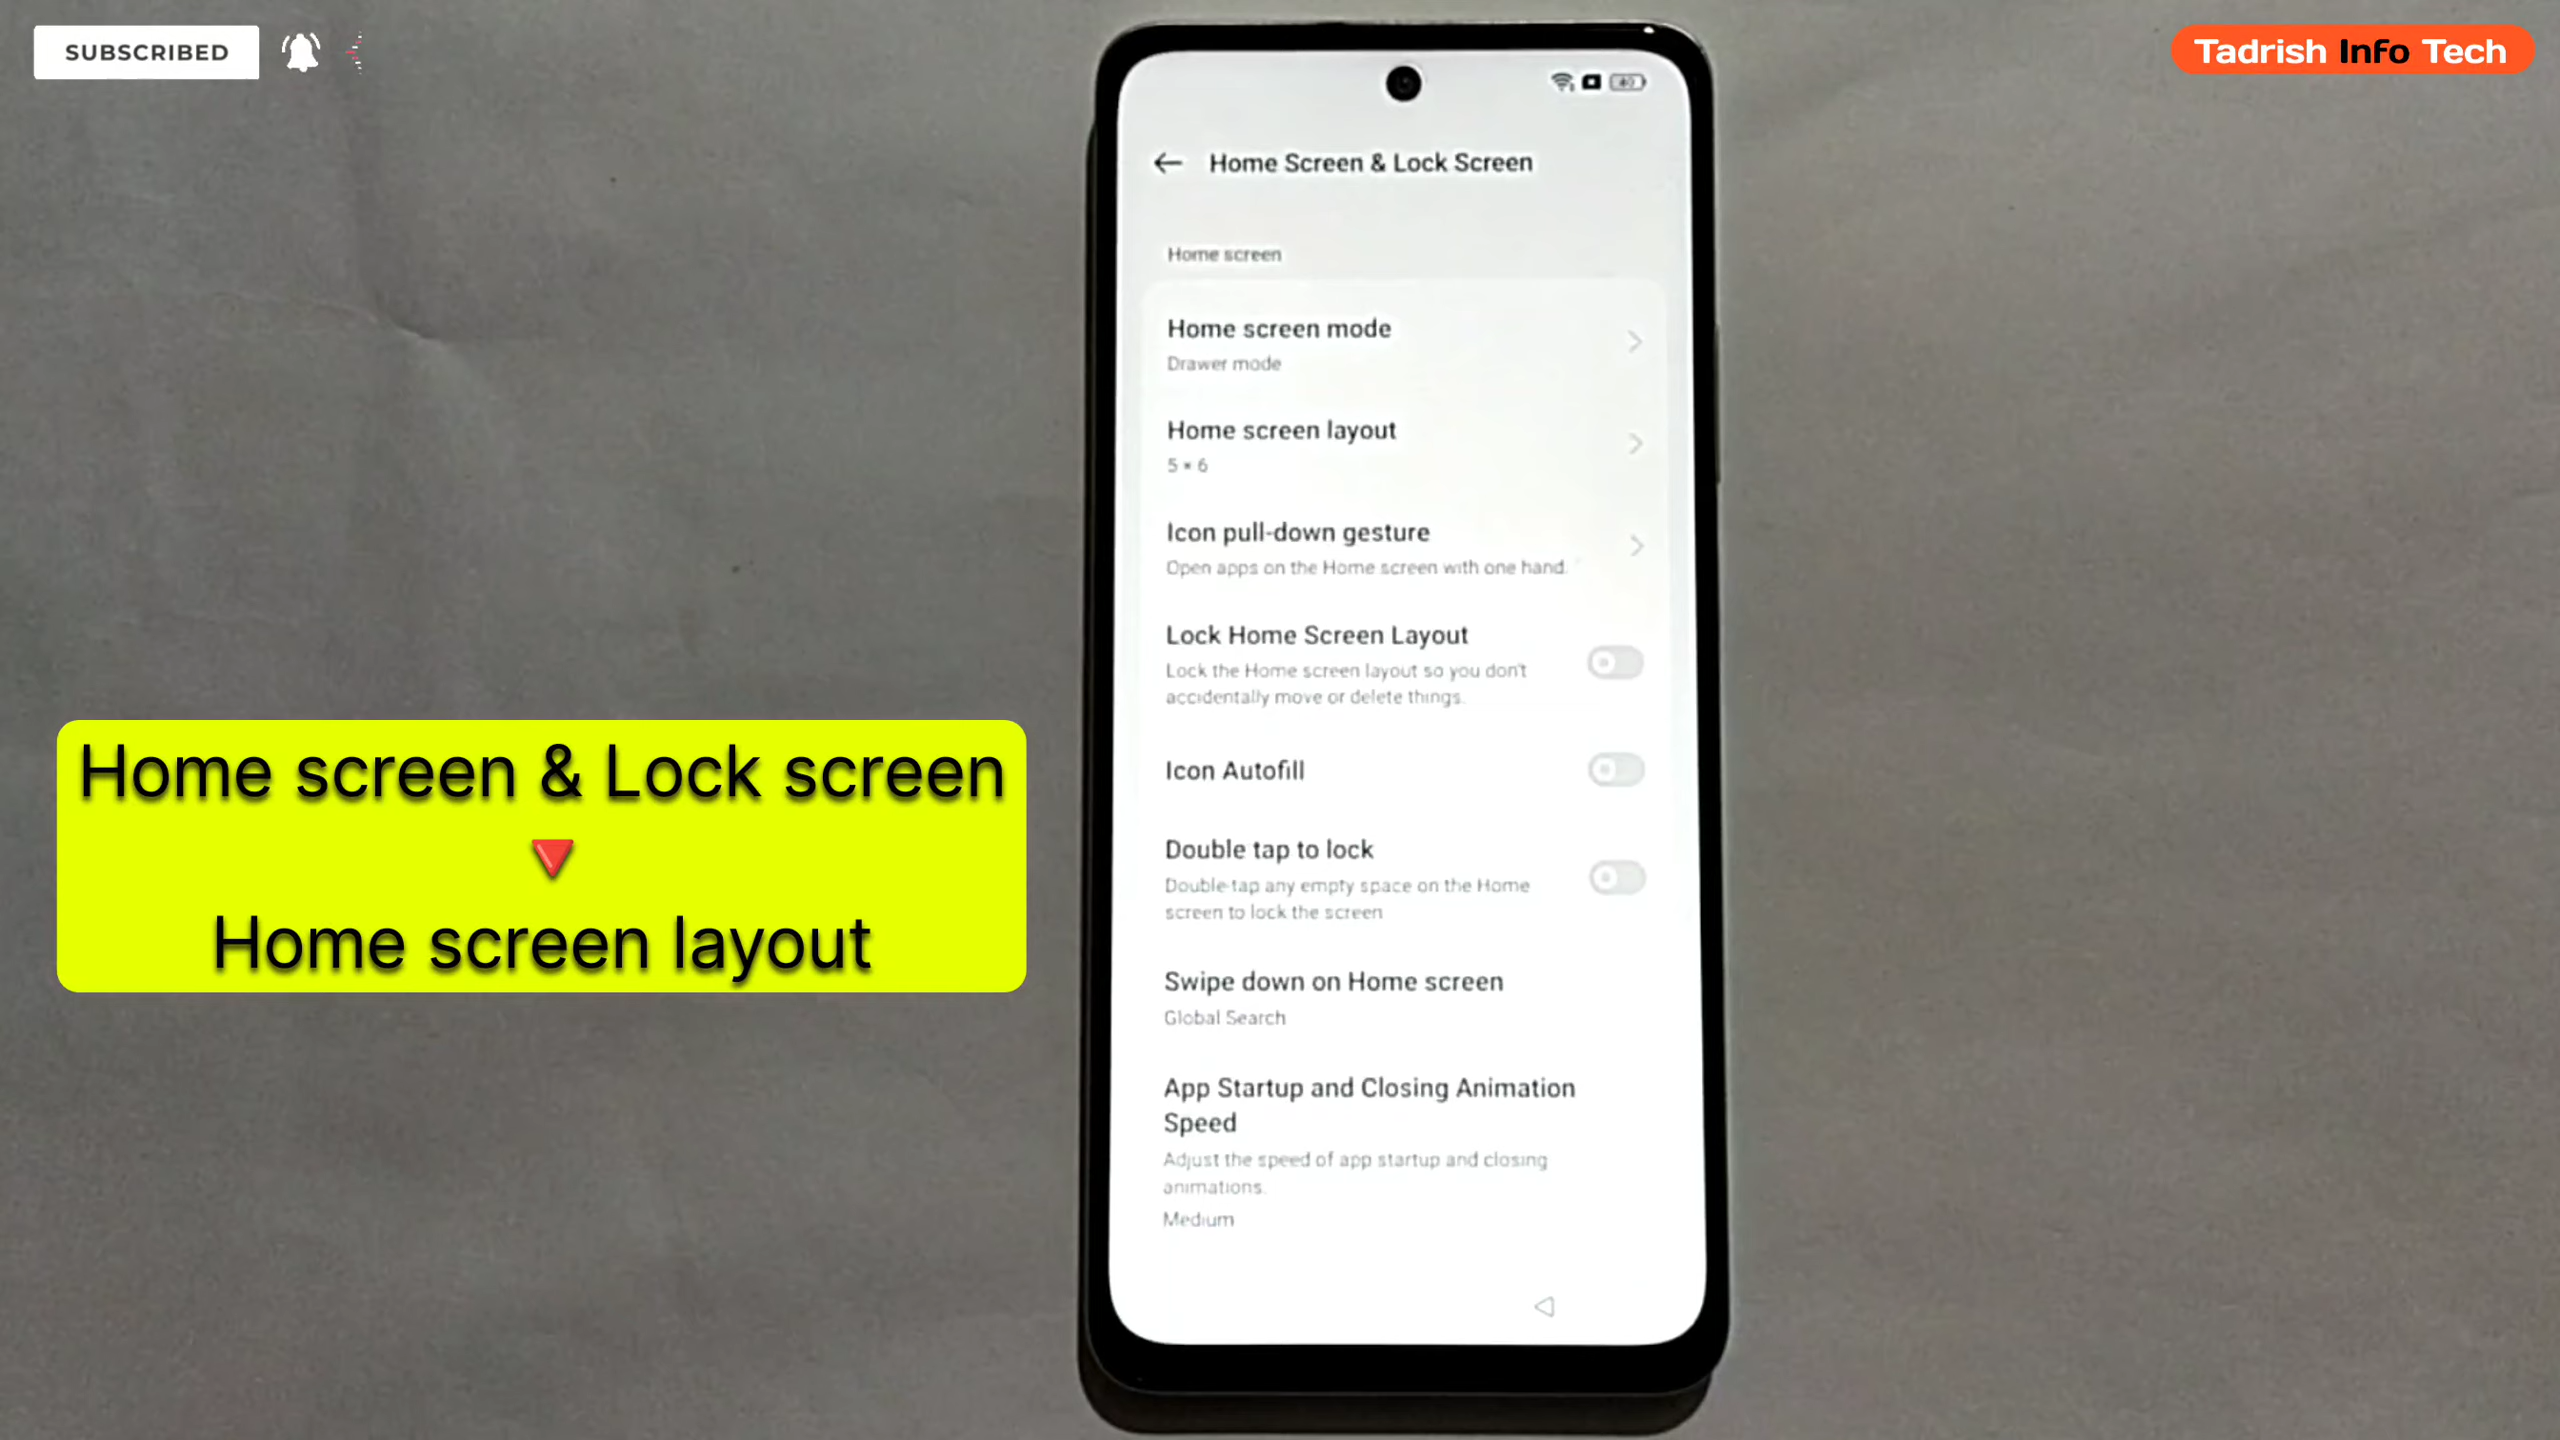 SUBSCRIBED
Tadrish Info Tech
Home Screen & Lock Screen
Home screen
Home screen mode
Drawer mode
Home screen layout
5 × 6
Icon pull-down gesture
Open apps on the Home screen with one hand.
Lock Home Screen Layout
Lock the Home screen layout so you don't
accidentally move or delete things.
Icon Autofill
Double tap to lock
Double-tap any empty space on the Home
screen to lock the screen
Swipe down on Home screen
Global Search
App Startup and Closing Animation
Speed
Adjust the speed of app startup and closing
animations.
Medium
Home screen & Lock screen
Home screen layout